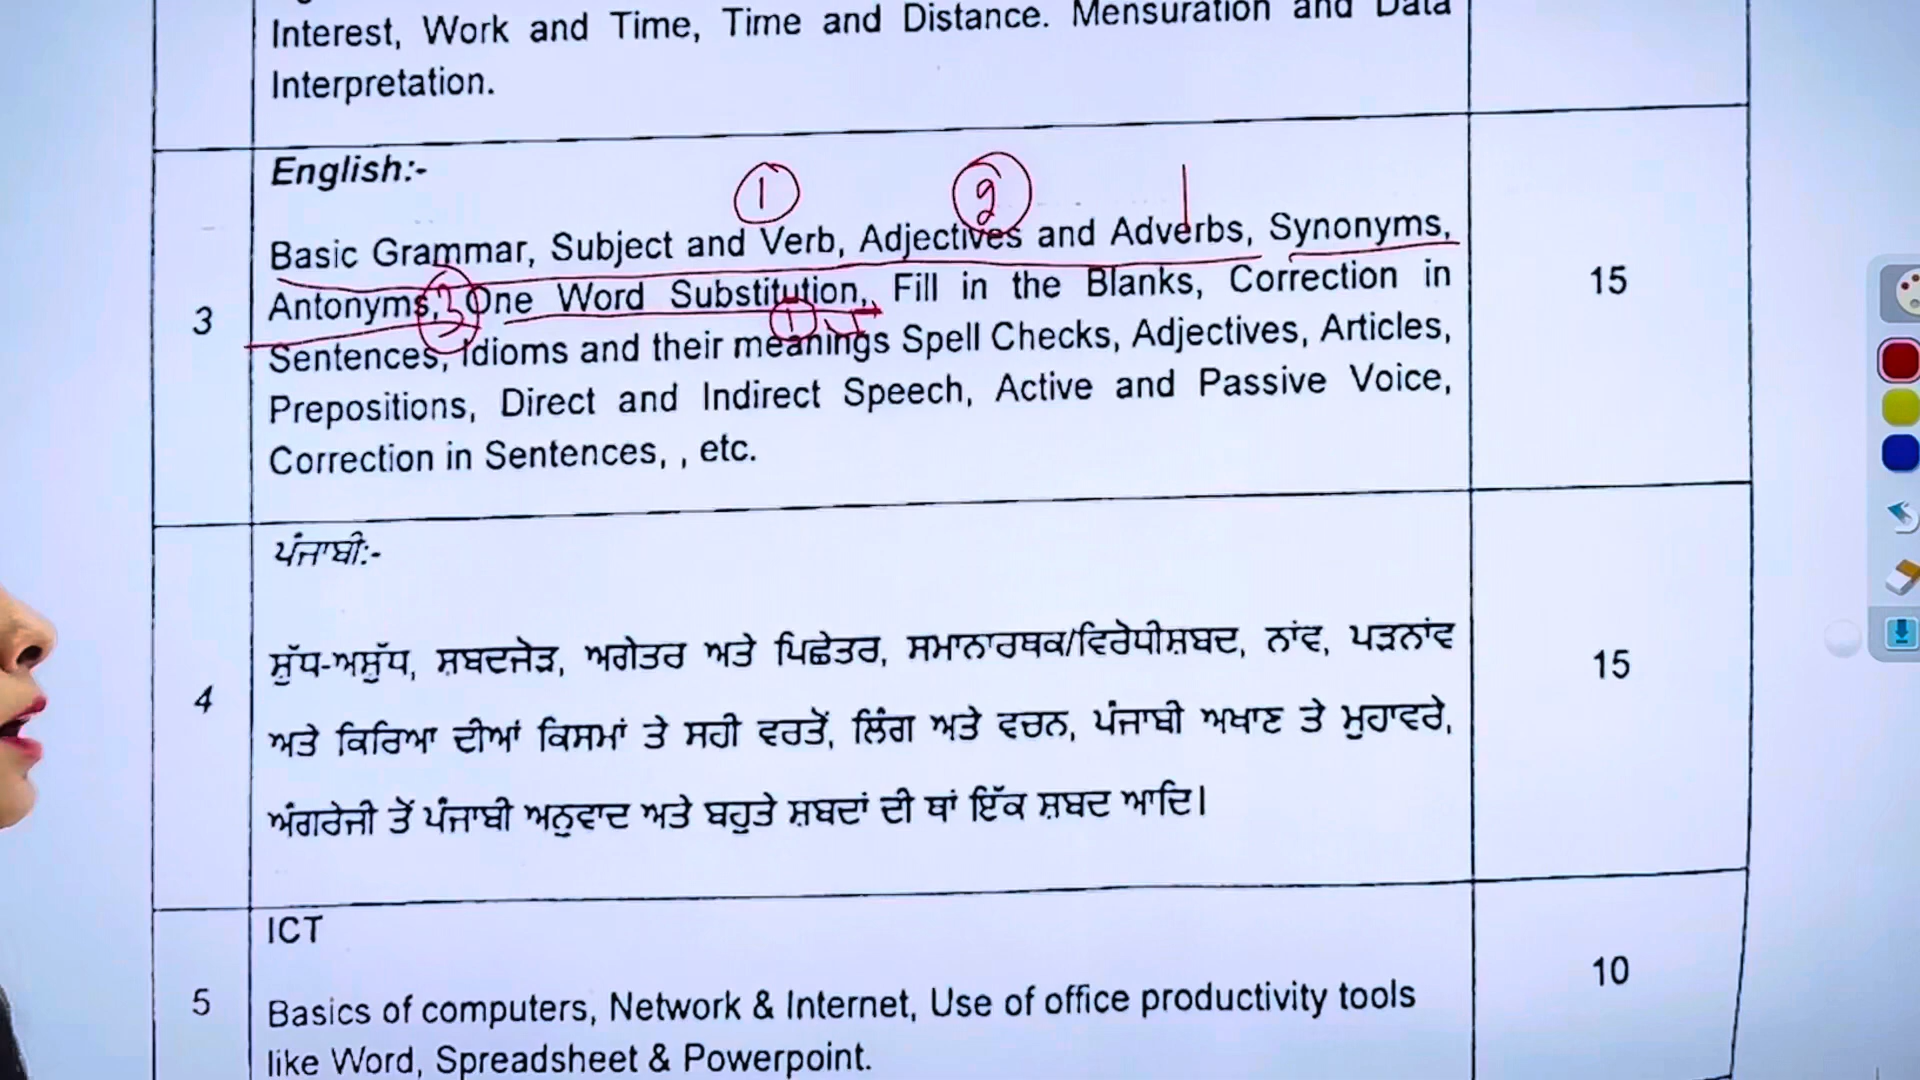 Interest, Work and Time, Time and Distance. Mensuration and Data
Interpretation.
English:-
1 2
Basic Grammar, Subject and Verb, Adjectives and Adverbs, Synonyms,
3 Antonyms, 3 One Word Substitution, Fill in the Blanks, Correction in 15
1
Sentences, Idioms and their meanings Spell Checks, Adjectives, Articles,
Prepositions, Direct and Indirect Speech, Active and Passive Voice,
Correction in Sentences, , etc.
ਪੰਜਾਬੀ:-
ਸ਼ੁੱਧ-ਅਸ਼ੁੱਧ, ਸ਼ਬਦਜੋੜ, ਅਗੇਤਰ ਅਤੇ ਪਿਛੇਤਰ, ਸਮਾਨਾਰਥਕ/ਵਿਰੋਧੀਸ਼ਬਦ, ਨਾਂਵ, ਪੜਨਾਂਵ 15
4 ਅਤੇ ਕਿਰਿਆ ਦੀਆਂ ਕਿਸਮਾਂ ਤੇ ਸਹੀ ਵਰਤੋਂ, ਲਿੰਗ ਅਤੇ ਵਚਨ, ਪੰਜਾਬੀ ਅਖਾਣ ਤੇ ਮੁਹਾਵਰੇ,
ਅੰਗਰੇਜੀ ਤੋਂ ਪੰਜਾਬੀ ਅਨੁਵਾਦ ਅਤੇ ਬਹੁਤੇ ਸ਼ਬਦਾਂ ਦੀ ਥਾਂ ਇੱਕ ਸ਼ਬਦ ਆਦਿ।
ICT
5 Basics of computers, Network & Internet, Use of office productivity tools 10
like Word, Spreadsheet & Powerpoint.